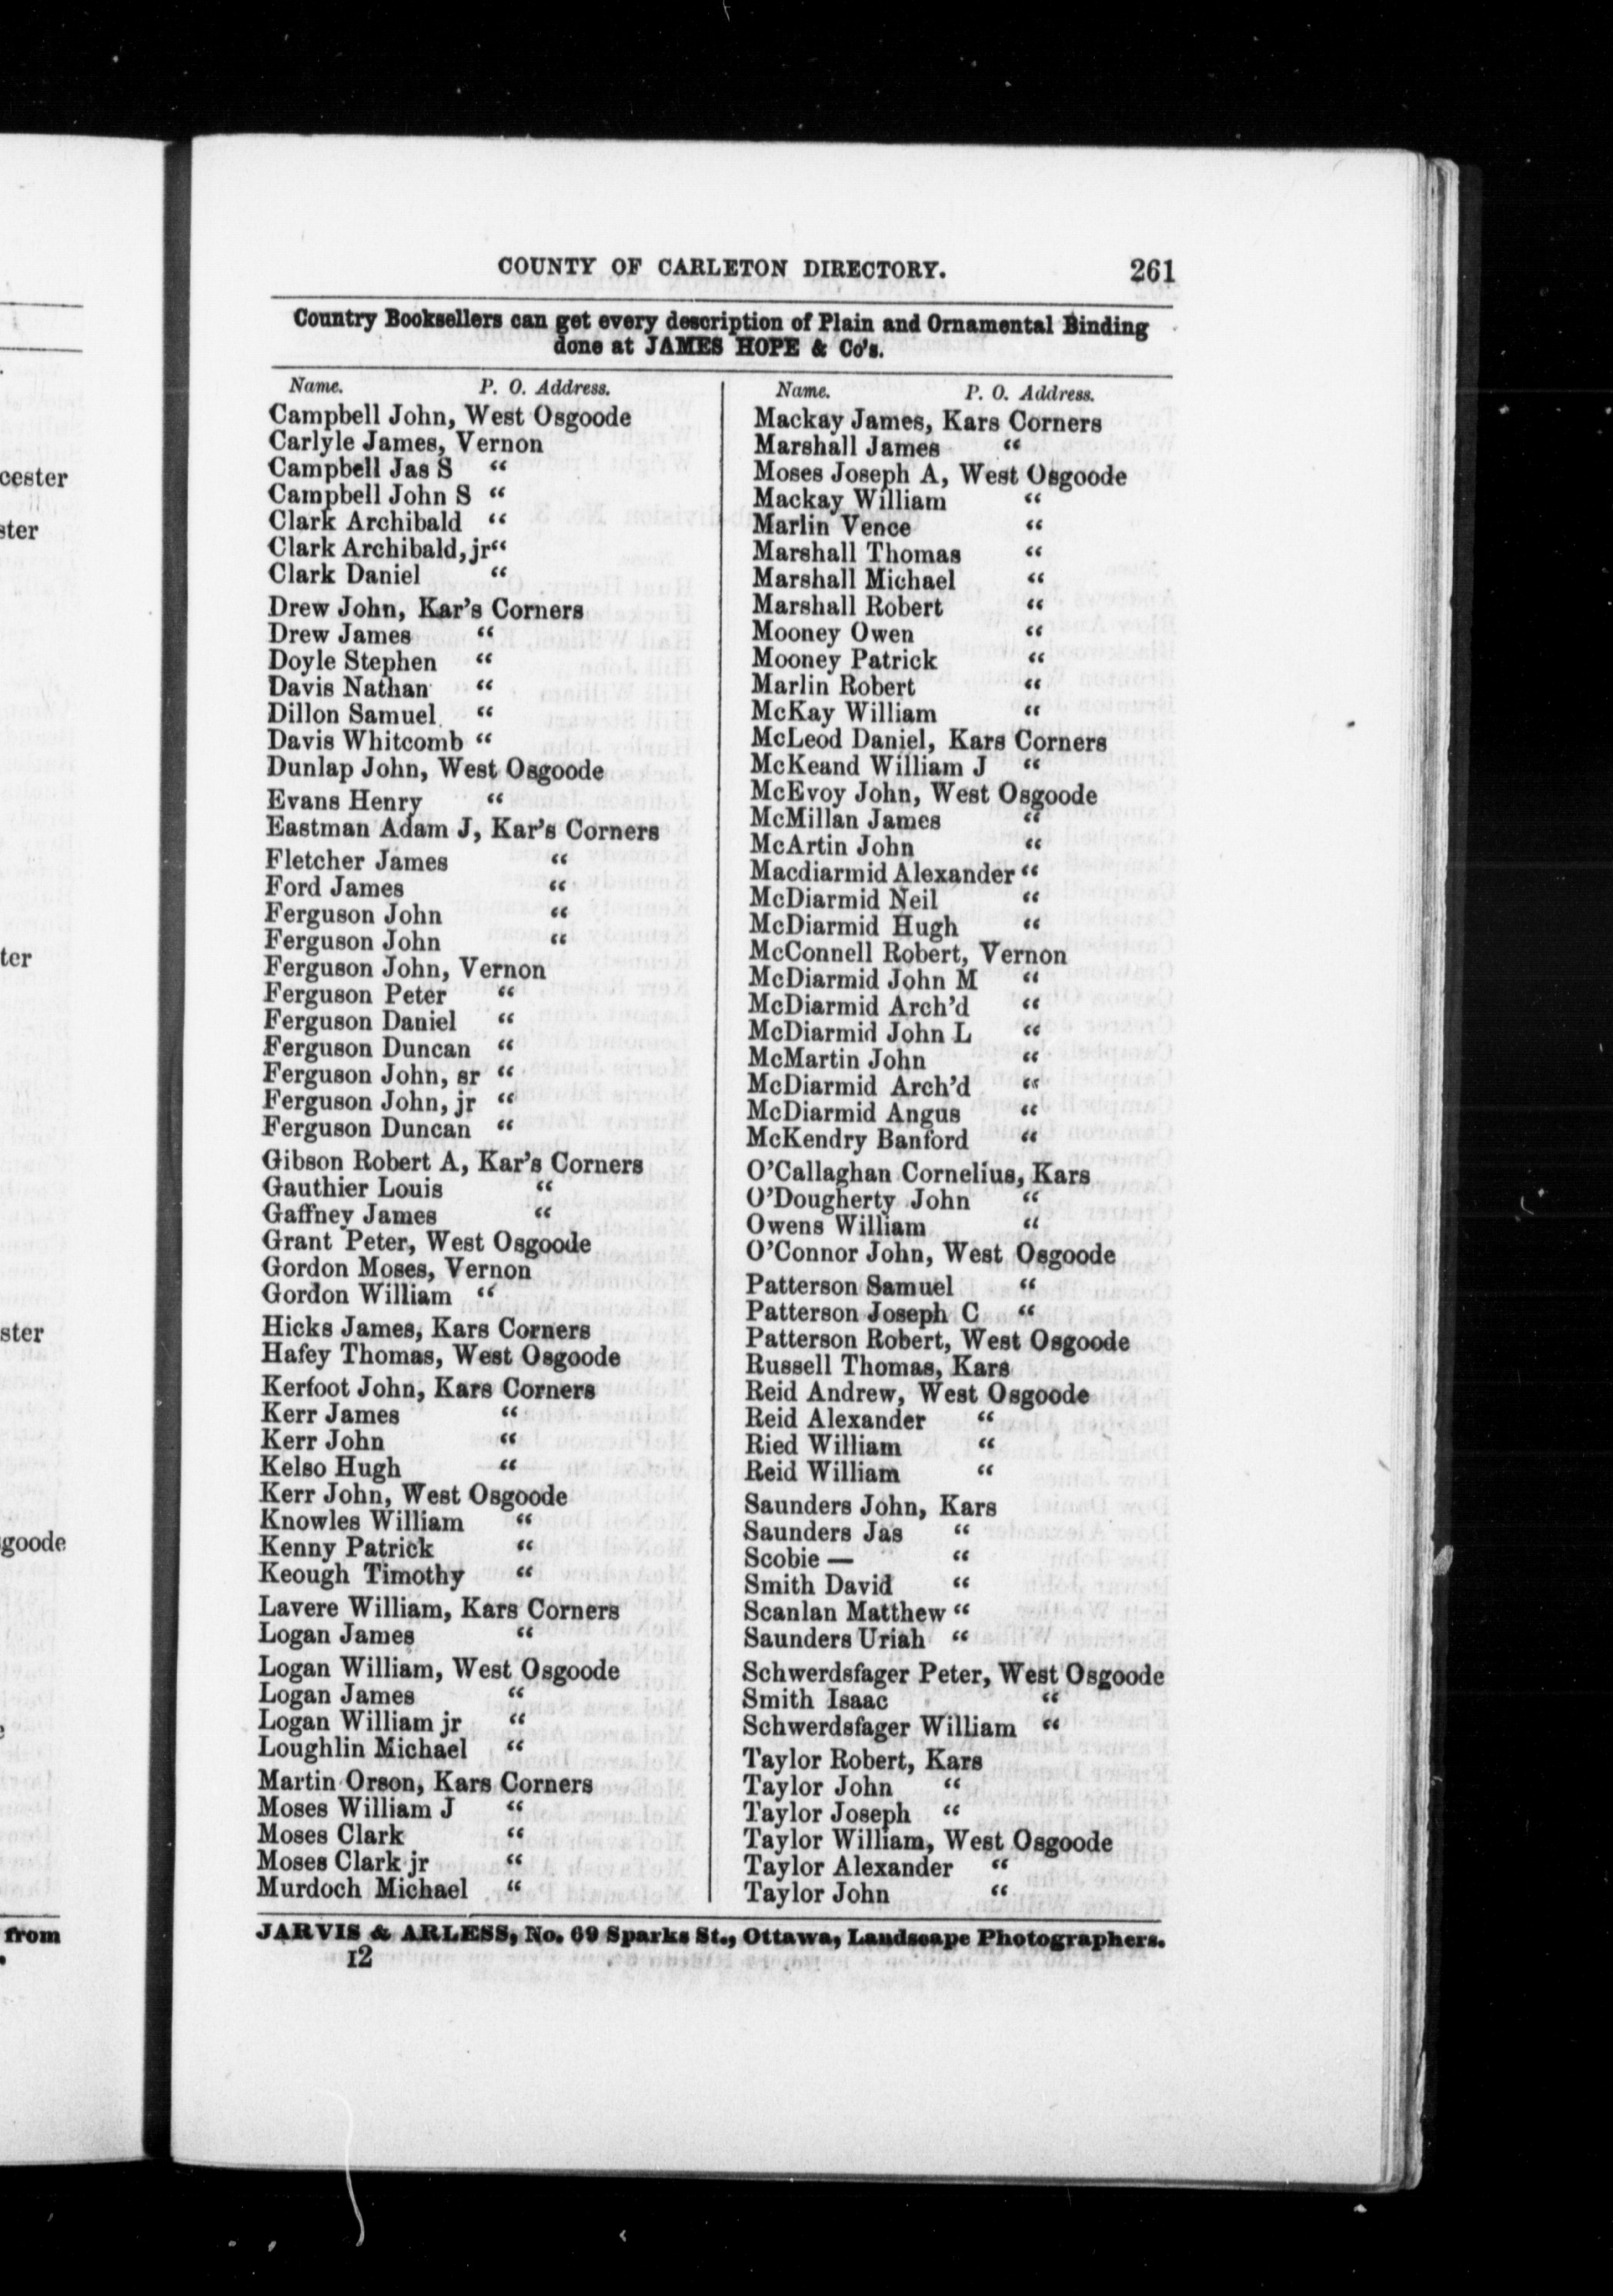 COUNTY OF CARLETON DIRECTORY. 261
Country Booksellers can get every description of Plain and Ornamental Binding
done at JAMES HOPE & Co's.
Name. P. O. Address.
Campbell John, West Osgoode
Carlyle James, Vernon
Campbell Jas S “
Campbell John S “
Clark Archibald “
Clark Archibald, jr “
Clark Daniel “
Drew John, Kar's Corners
Drew James “
Doyle Stephen “
Davis Nathan “
Dillon Samuel “
Davis Whitcomb “
Dunlap John, West Osgoode
Evans Henry “
Eastman Adam J, Kar's Corners
Fletcher James “
Ford James “
Ferguson John “
Ferguson John “
Ferguson John, Vernon
Ferguson Peter “
Ferguson Daniel “
Ferguson Duncan “
Ferguson John, sr “
Ferguson John, jr “
Ferguson Duncan “
Gibson Robert A, Kar's Corners
Gauthier Louis “
Gaffney James “
Grant Peter, West Osgoode
Gordon Moses, Vernon
Gordon William “
Hicks James, Kars Corners
Hafey Thomas, West Osgoode
Kerfoot John, Kars Corners
Kerr James “
Kerr John “
Kelso Hugh “
Kerr John, West Osgoode
Knowles William “
Kenny Patrick “
Keough Timothy “
Lavere William, Kars Corners
Logan James “
Logan William, West Osgoode
Logan James “
Logan William jr “
Loughlin Michael “
Martin Orson, Kars Corners
Moses William J “
Moses Clark “
Moses Clark jr “
Murdoch Michael “
Name. P. O. Address.
Mackay James, Kars Corners
Marshall James “
Moses Joseph A, West Osgoode
Mackay William “
Marlin Vence “
Marshall Thomas “
Marshall Michael “
Marshall Robert “
Mooney Owen “
Mooney Patrick “
Marlin Robert “
McKay William “
McLeod Daniel, Kars Corners
McKeand William J “
McEvoy John, West Osgoode
McMillan James “
McArtin John “
Macdiarmid Alexander “
McDiarmid Neil “
McDiarmid Hugh “
McConnell Robert, Vernon
McDiarmid John M “
McDiarmid Arch'd “
McDiarmid John L “
McMartin John “
McDiarmid Arch'd “
McDiarmid Angus “
McKendry Banford “
O'Callaghan Cornelius, Kars
O'Dougherty John “
Owens William “
O'Connor John, West Osgoode
Patterson Samuel “
Patterson Joseph C “
Patterson Robert, West Osgoode
Russell Thomas, Kars
Reid Andrew, West Osgoode
Reid Alexander “
Ried William “
Reid William “
Saunders John, Kars
Saunders Jas “
Scobie — “
Smith David “
Scanlan Matthew “
Saunders Uriah “
Schwerdsfager Peter, West Osgoode
Smith Isaac “
Schwerdsfager William “
Taylor Robert, Kars
Taylor John “
Taylor Joseph “
Taylor William, West Osgoode
Taylor Alexander “
Taylor John “
JARVIS & ARLESS, No. 69 Sparks St., Ottawa, Landscape Photographers.
12
cester
ster
ter
ster
goode
from